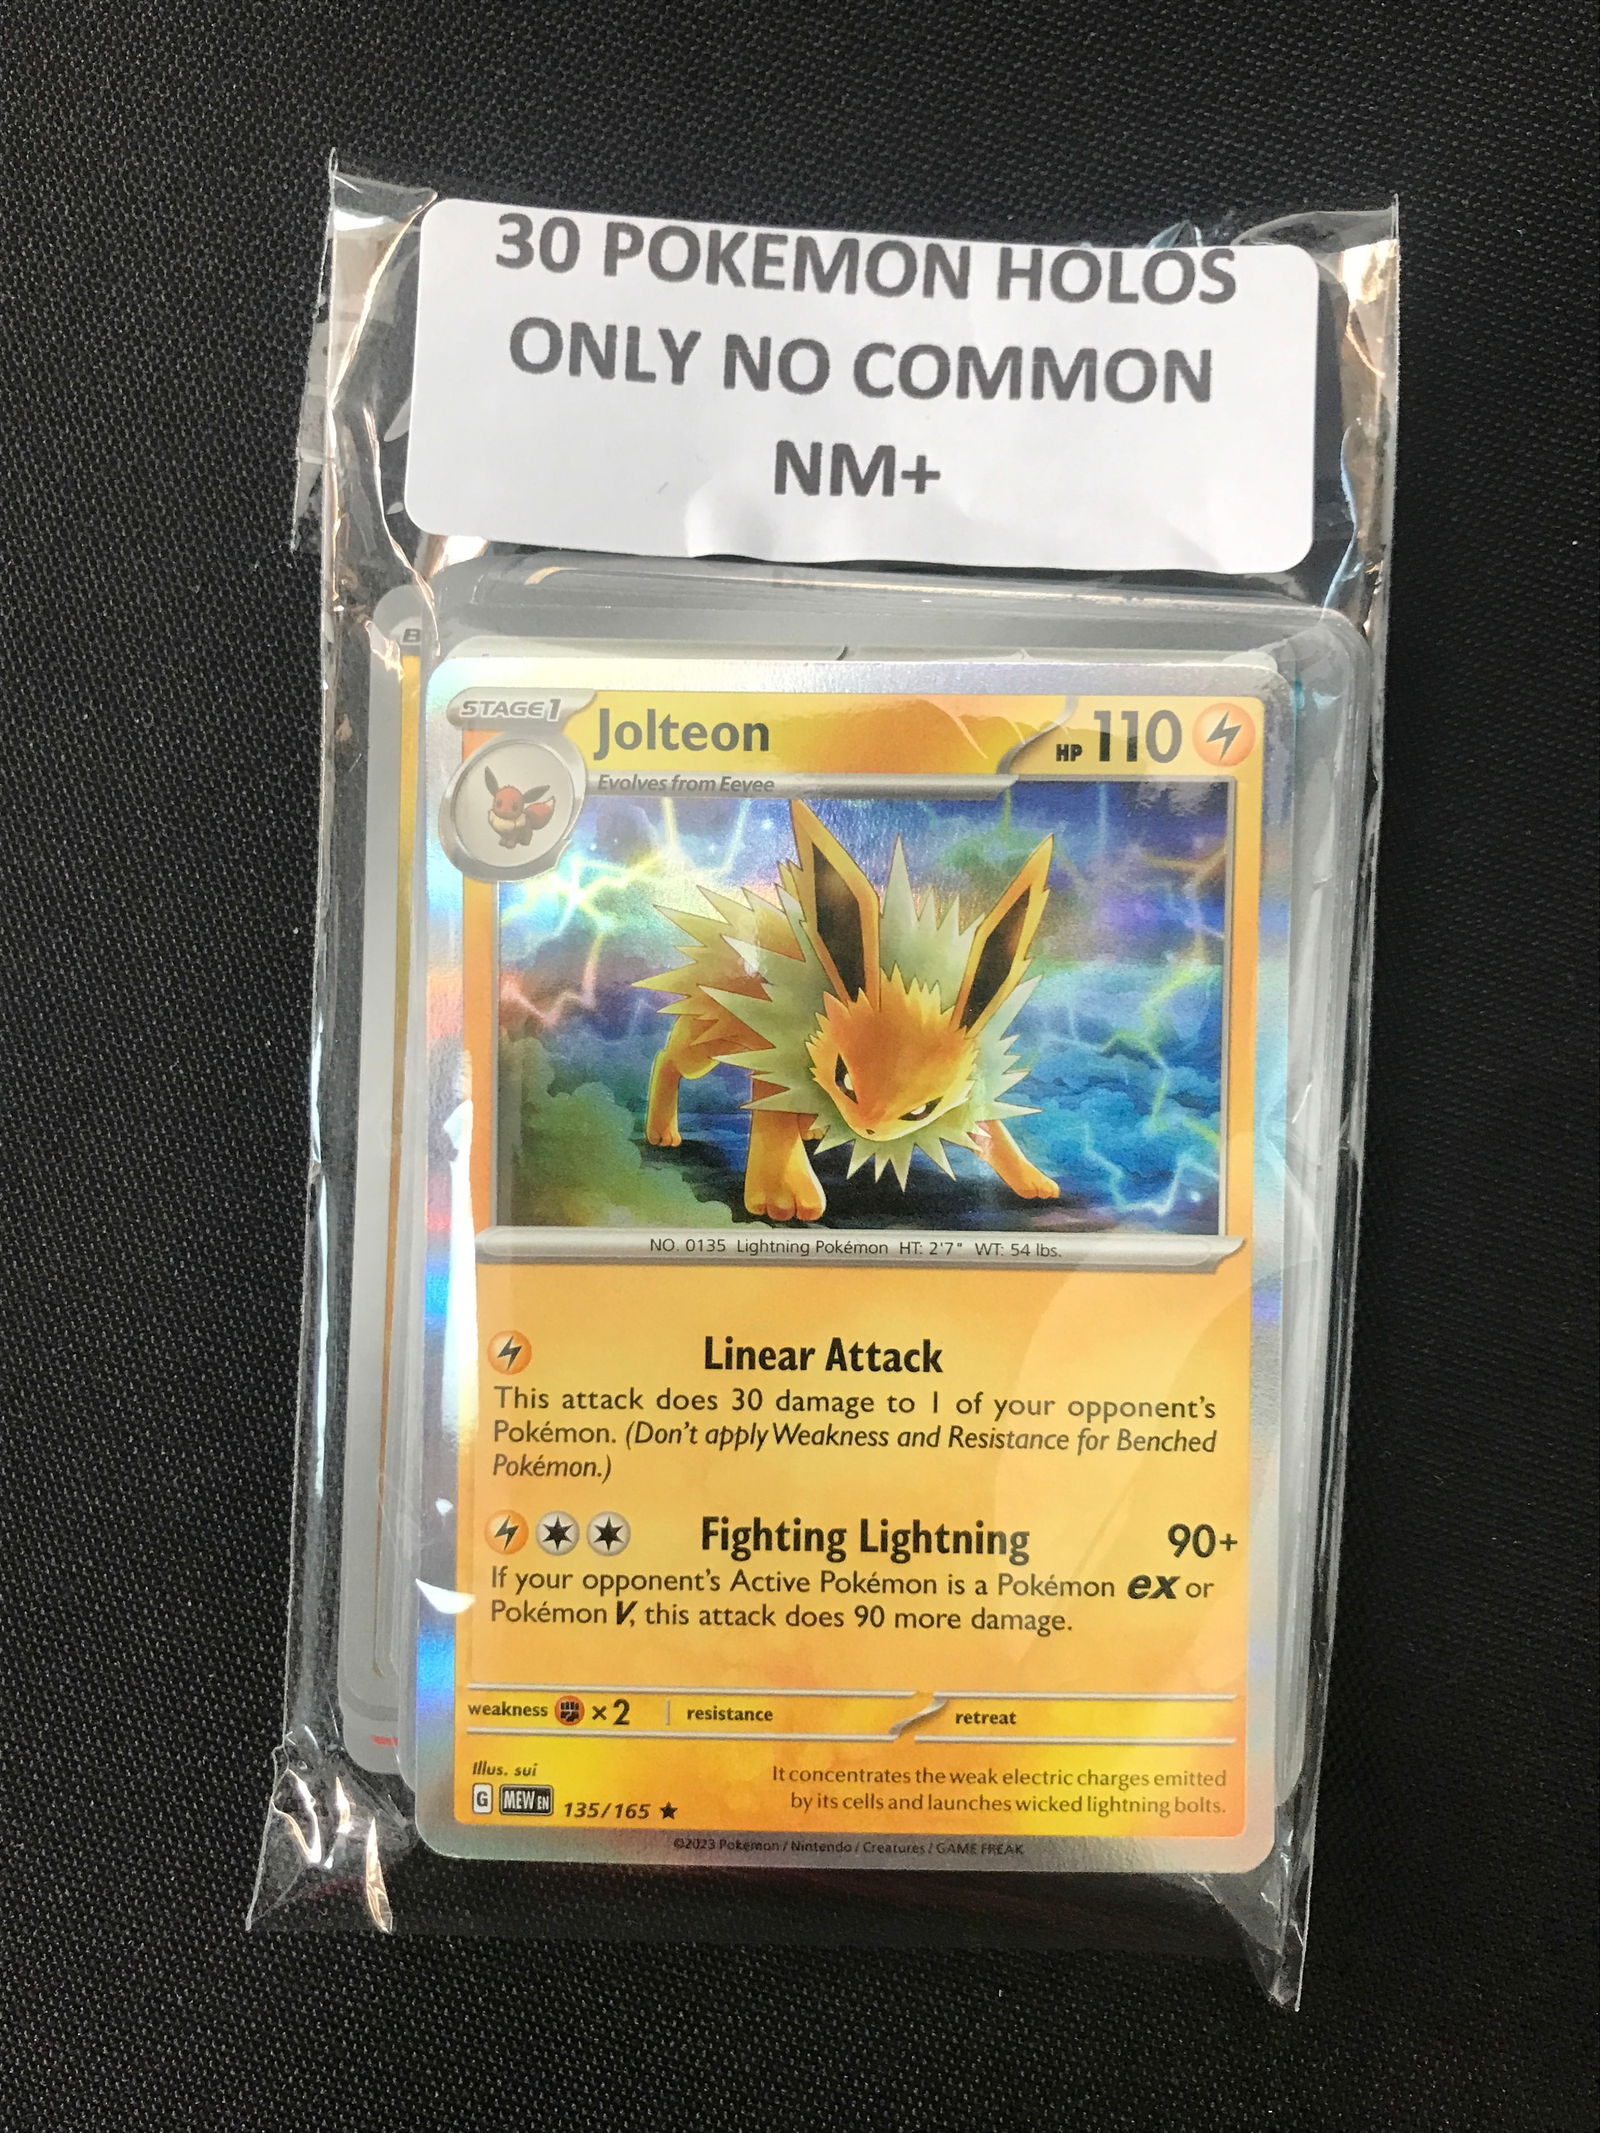 30 POKEMON HOLOS
ONLY NO COMMON
NM+
STAGE 1
Jolteon
HP 110
Evolves from Eevee
NO. 0135 Lightning Pokémon HT: 2'7" WT: 54 lbs.
Linear Attack
This attack does 30 damage to 1 of your opponent's
Pokémon. (Don't apply Weakness and Resistance for Benched
Pokémon.)
Fighting Lightning 90+
If your opponent's Active Pokémon is a Pokémon ex or
Pokémon V, this attack does 90 more damage.
weakness ×2 resistance retreat
Illus. sui
It concentrates the weak electric charges emitted
by its cells and launches wicked lightning bolts.
G MEW EN 135/165 ★
©2023 Pokémon / Nintendo / Creatures / GAME FREAK